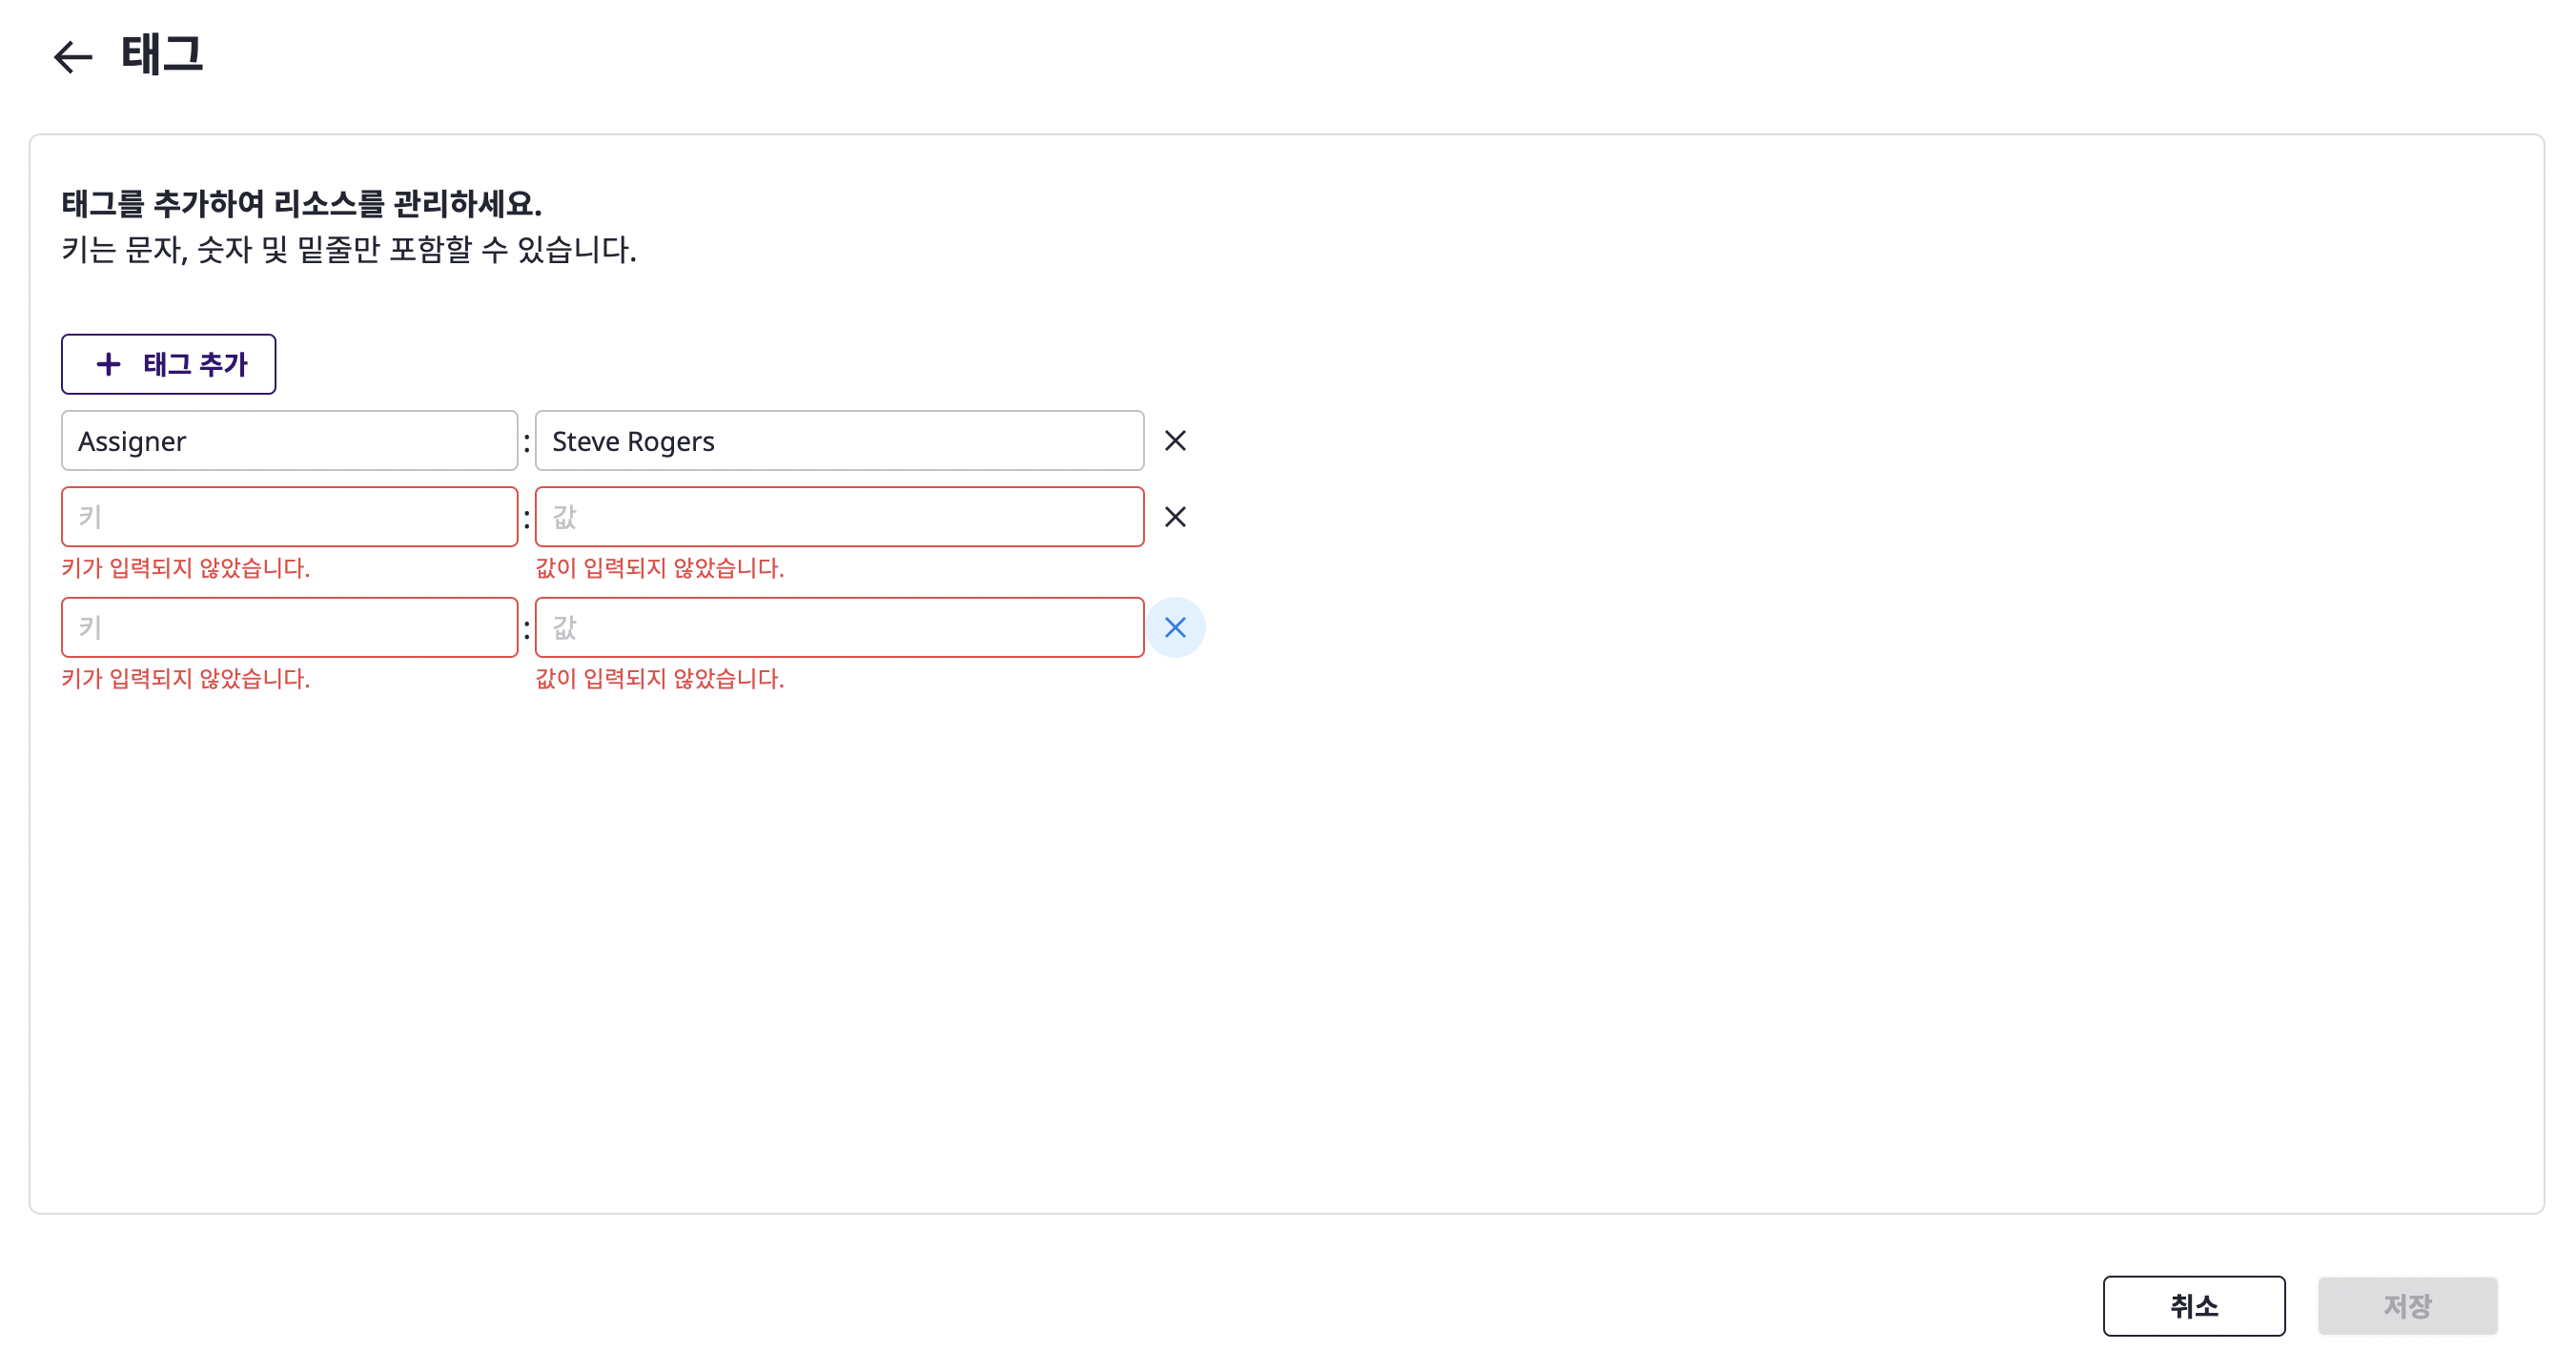 태그
태그를 추가하여 리소스를 관리하세요.
키는 문자, 숫자 및 밑줄만 포함할 수 있습니다.
+ 태그 추가
Assigner : Steve Rogers
키 : 값
키가 입력되지 않았습니다. 값이 입력되지 않았습니다.
키 : 값
키가 입력되지 않았습니다. 값이 입력되지 않았습니다.
취소 저장